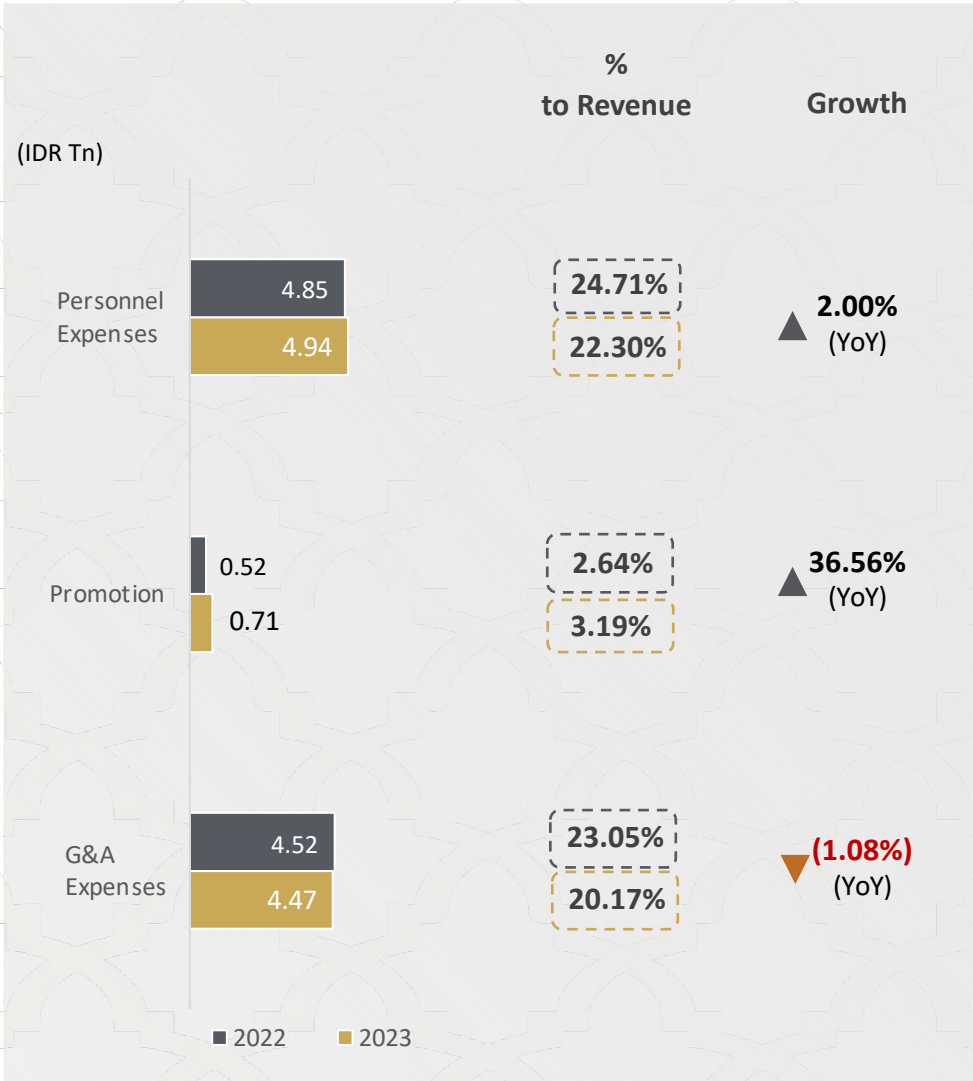 %
to Revenue
Growth
(IDR Tn)
Personnel
Expenses
4.85
4.94
24.71%
22.30%
2.00%
(YoY)
Promotion
0.52
0.71
2.64%
3.19%
36.56%
(YoY)
G&A
Expenses
4.52
4.47
23.05%
20.17%
(1.08%)
(YoY)
2022
2023